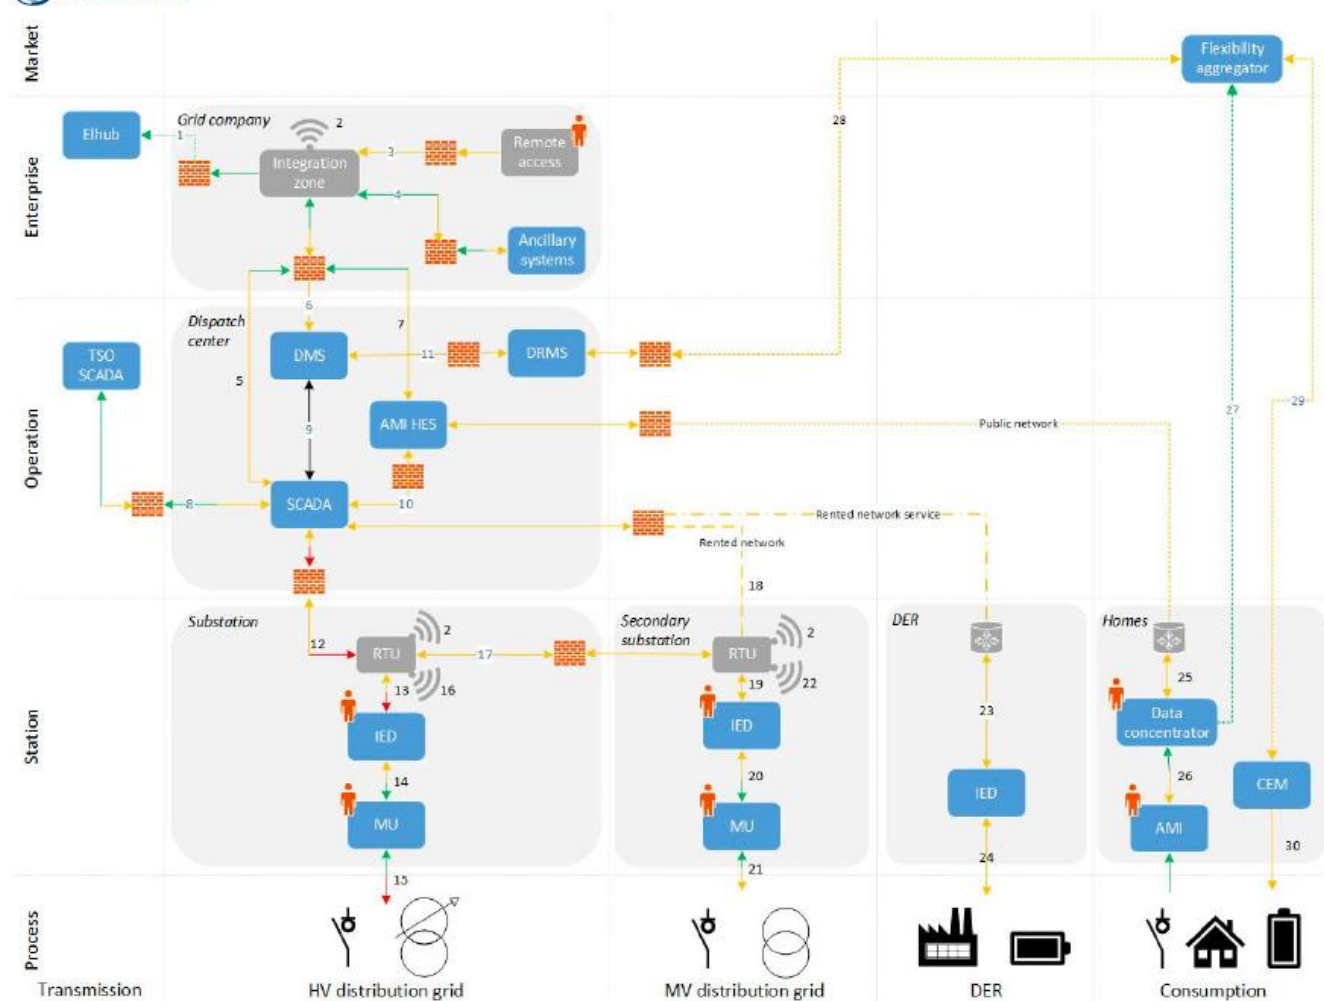 Market
Flexibility
aggregator
28
Enterprise
Grid company
Elhub
1
2
Integration
zone
3
Remote
access
4
Ancillary
systems
Operation
Dispatch
center
6
7
TSO
SCADA
DMS
11
DRMS
5
27
29
9
AMI HES
Public network
8
SCADA
10
Rented network service
Rented network
18
Station
Substation
Secondary
substation
DER
Homes
12
RTU
2
16
17
RTU
2
22
13
19
23
25
IED
IED
Data
concentrator
14
20
26
IED
CEM
MU
MU
AMI
24
30
15
21
Process
Transmission
HV distribution grid
MV distribution grid
DER
Consumption